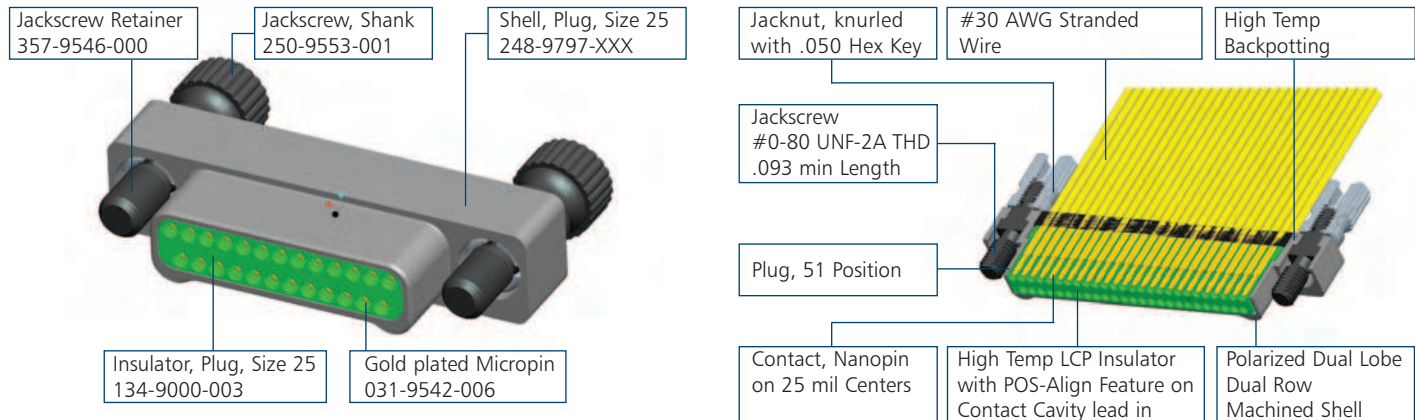 Jackscrew Retainer
357-9546-000
Jackscrew, Shank
250-9553-001
Shell, Plug, Size 25
248-9797-XXX
Insulator, Plug, Size 25
134-9000-003
Gold plated Micropin
031-9542-006
Jacknut, knurled
with .050 Hex Key
#30 AWG Stranded
Wire
High Temp
Backpotting
Jackscrew
#0-80 UNF-2A THD
.093 min Length
Plug, 51 Position
Contact, Nanopin
on 25 mil Centers
High Temp LCP Insulator
with POS-Align Feature on
Contact Cavity lead in
Polarized Dual Lobe
Dual Row
Machined Shell